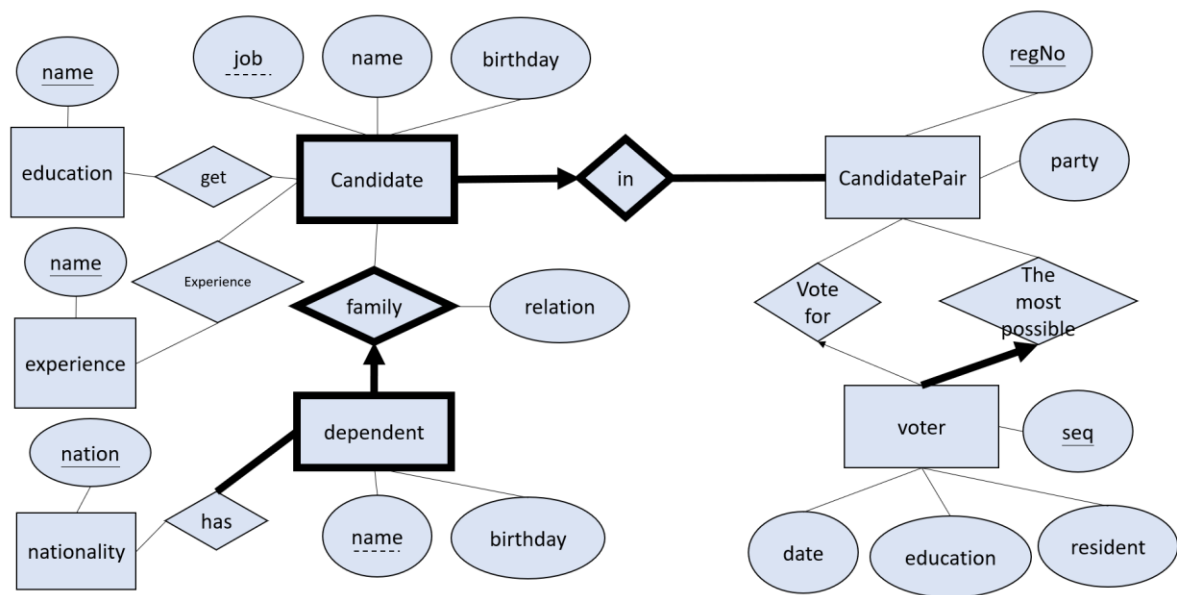 regNo
job
name
birthday
name
party
education
get
Candidate
in
CandidatePair
name
Experience
family
relation
Vote
for
The
most
possible
experience
dependent
voter
seq
nation
has
nationality
name
birthday
date
education
resident